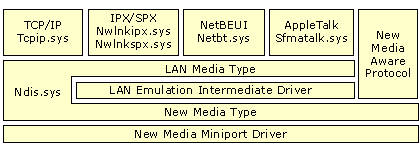 TCP/IP
Tcpip.sys
IPX/SPX
Nwlnkipx.sys
Nwlnkspx.sys
NetBEUI
Netbt.sys
AppleTalk
Sfmatalk.sys
New
Media
Aware
Protocol
LAN Media Type
Ndis.sys
LAN Emulation Intermediate Driver
New Media Type
New Media Miniport Driver